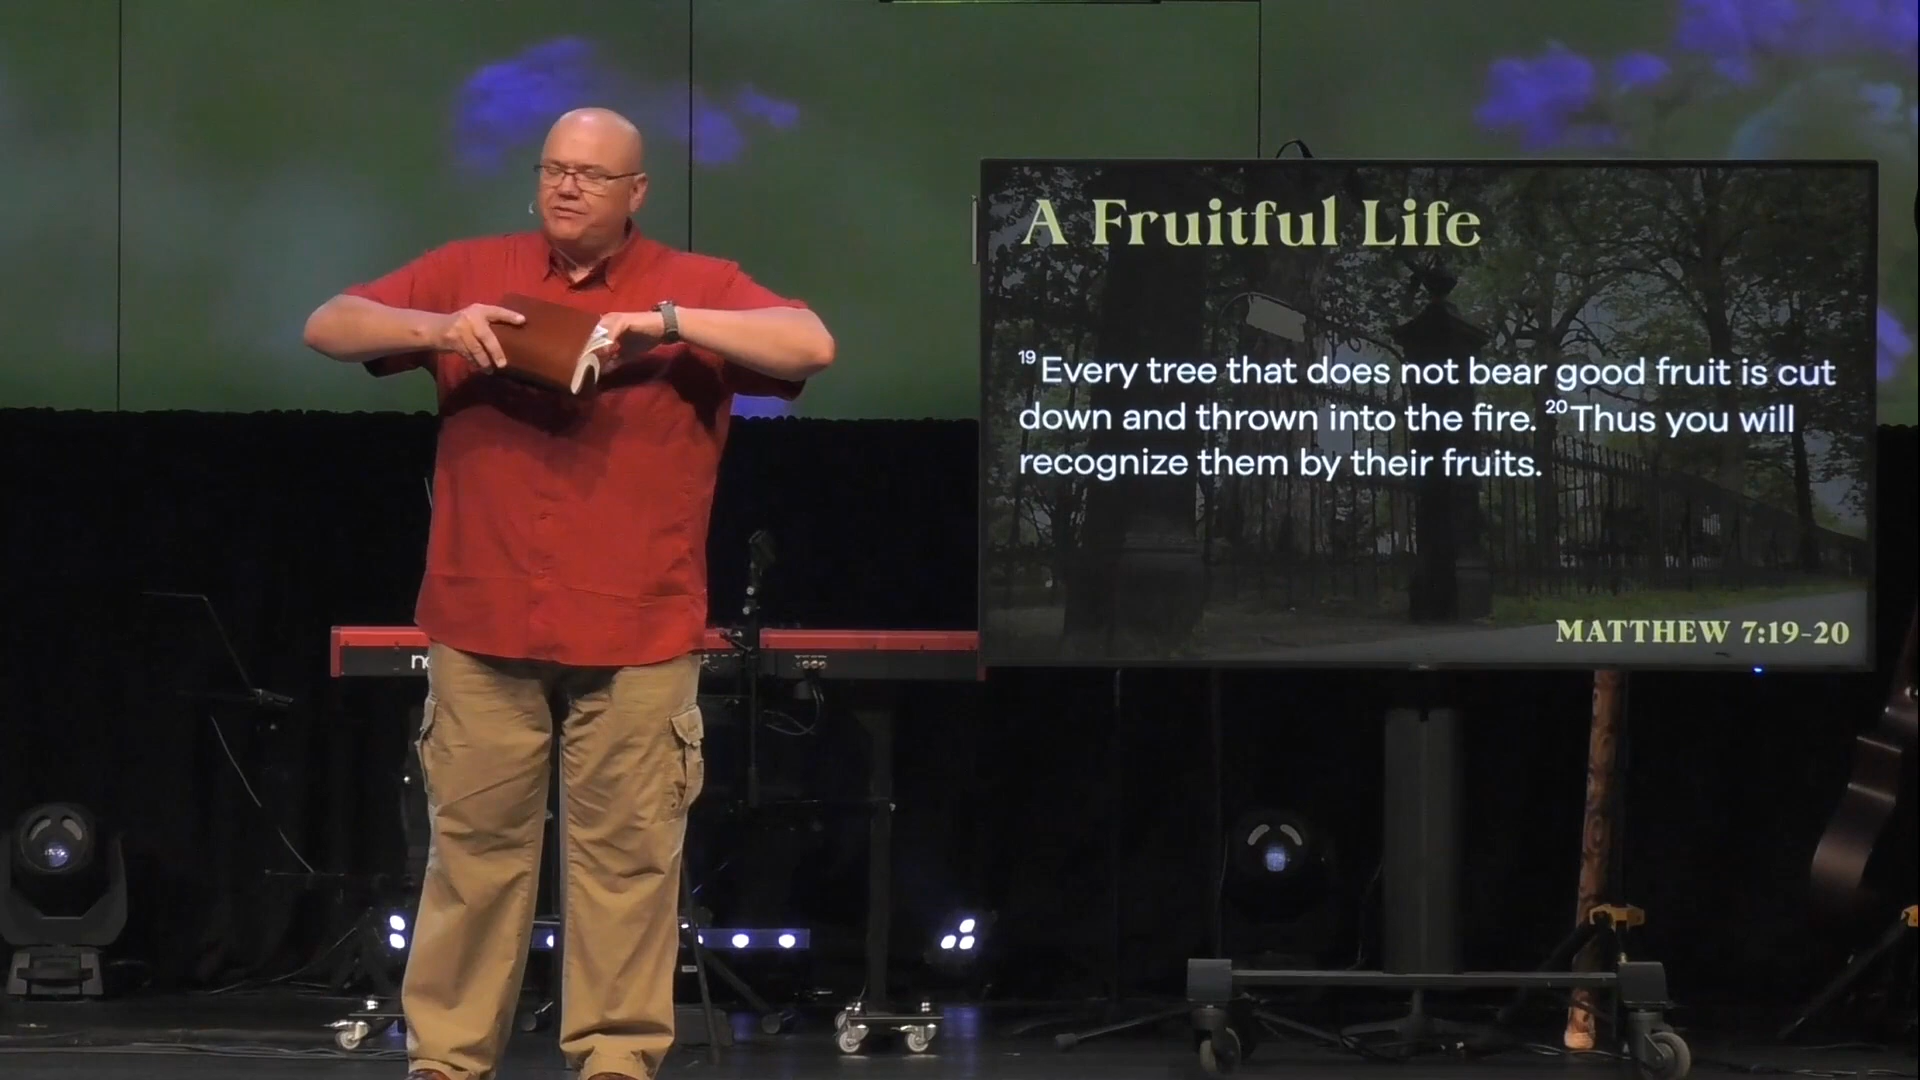 A Fruitful Life
19 Every tree that does not bear good fruit is cut
down and thrown into the fire. 20 Thus you will
recognize them by their fruits.
MATTHEW 7:19-20